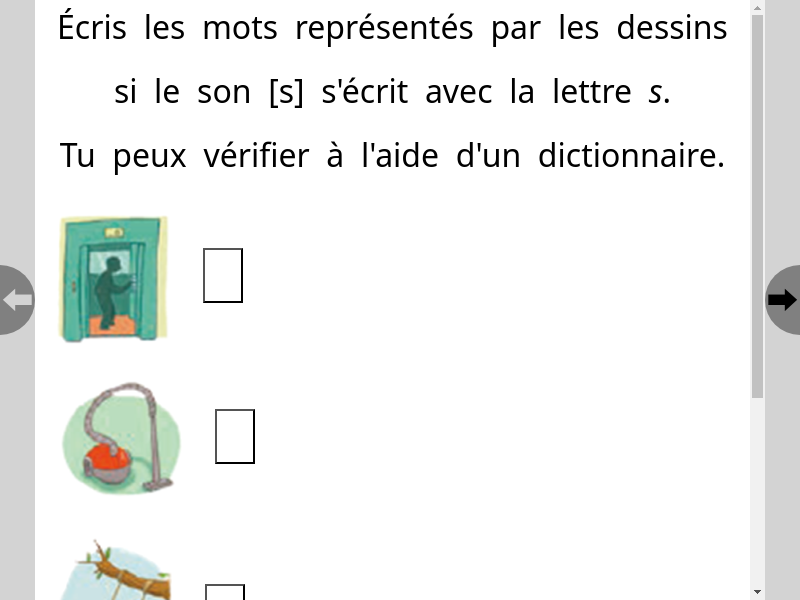 Écris les mots représentés par les dessins
si le son [s] s'écrit avec la lettre s.
Tu peux vérifier à l'aide d'un dictionnaire.